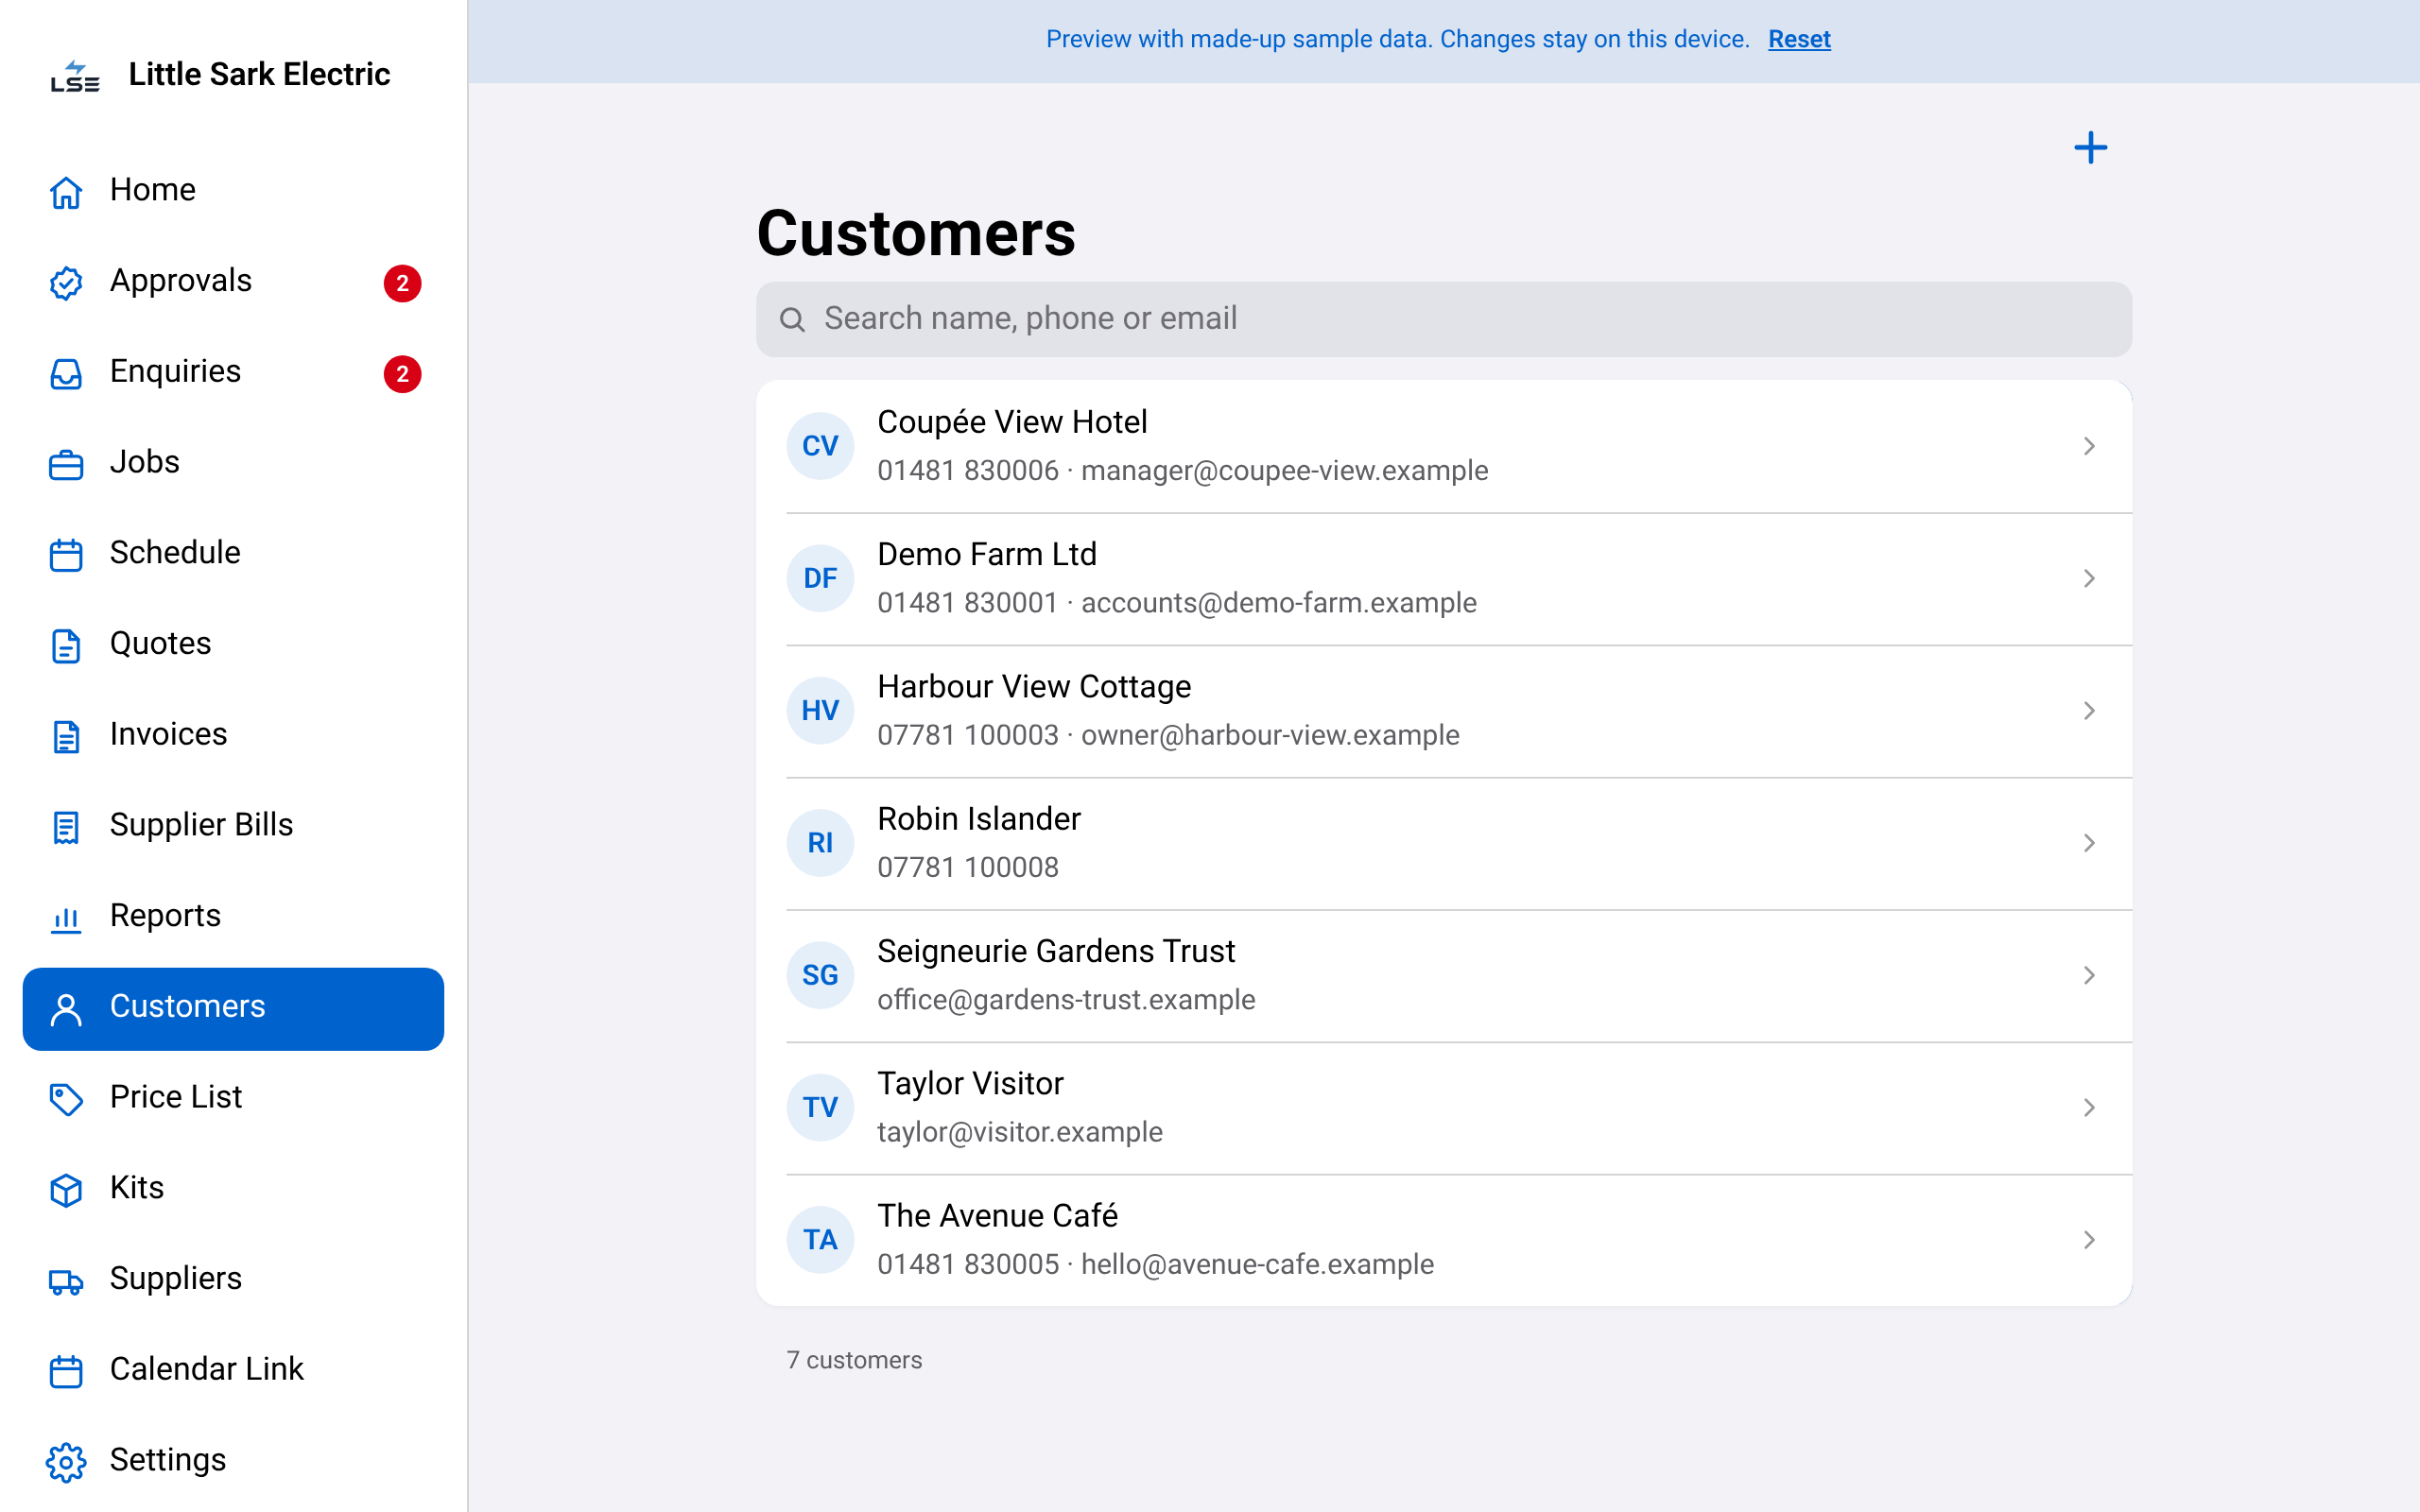 LSE Little Sark Electric
Home
Approvals 2
Enquiries 2
Jobs
Schedule
Quotes
Invoices
Supplier Bills
Reports
Customers
Price List
Kits
Suppliers
Calendar Link
Settings
Preview with made-up sample data. Changes stay on this device. Reset
Customers
Search name, phone or email
CV
Coupée View Hotel
01481 830006 · manager@coupee-view.example
DF
Demo Farm Ltd
01481 830001 · accounts@demo-farm.example
HV
Harbour View Cottage
07781 100003 · owner@harbour-view.example
RI
Robin Islander
07781 100008
SG
Seigneurie Gardens Trust
office@gardens-trust.example
TV
Taylor Visitor
taylor@visitor.example
TA
The Avenue Café
01481 830005 · hello@avenue-cafe.example
7 customers